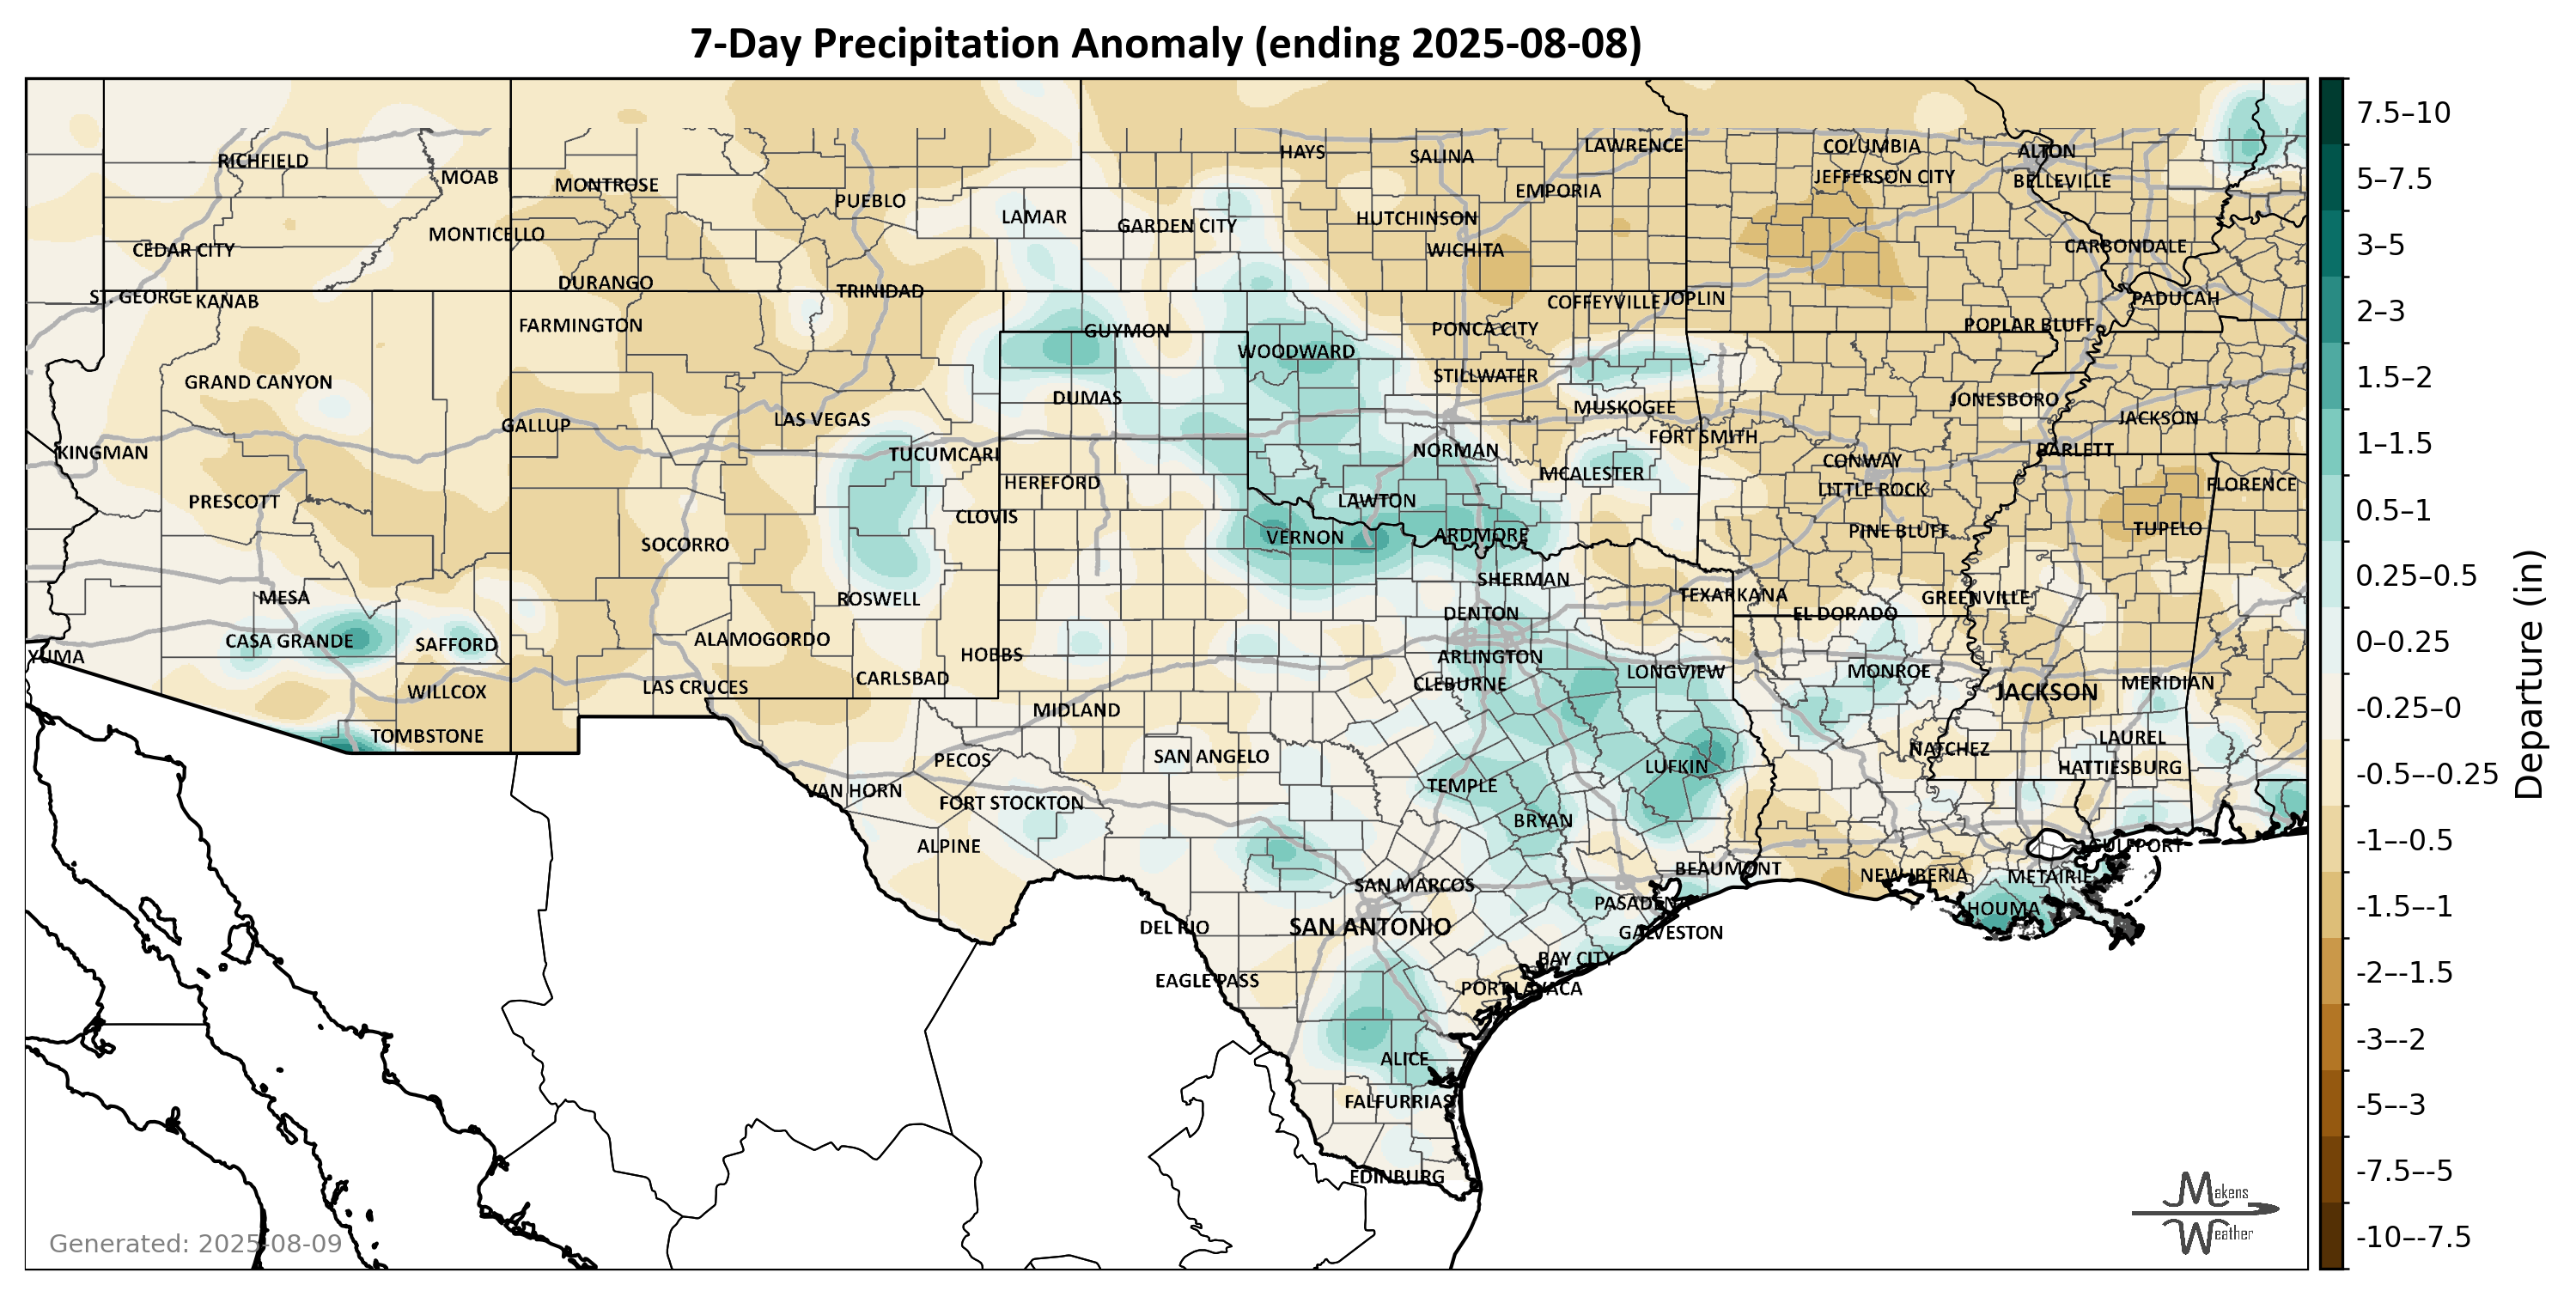 7-Day Precipitation Anomaly (ending 2025-08-08)
RICHFIELD
MOAB
MONTROSE
PUEBLO
LAMAR
HAYS
SALINA
LAWRENCE
COLUMBIA
ALTON
JEFFERSON CITY
BELLEVILLE
EMPORIA
HUTCHINSON
GARDEN CITY
WICHITA
CEDAR CITY
MONTICELLO
CARBONDALE
DURANGO
TRINIDAD
ST. GEORGE
KANAB
COFFEYVILLE
JOPLIN
PADUCAH
FARMINGTON
GUYMON
PONCA CITY
POPLAR BLUFF
WOODWARD
STILLWATER
GRAND CANYON
DUMAS
MUSKOGEE
JONESBORO
JACKSON
LAS VEGAS
GALLUP
FORT SMITH
KINGMAN
TUCUMCARI
NORMAN
BARLETT
CONWAY
MCALESTER
HEREFORD
LITTLE ROCK
FLORENCE
PRESCOTT
LAWTON
CLOVIS
PINE BLUFF
TUPELO
SOCORRO
VERNON
ARDMORE
SHERMAN
MESA
ROSWELL
TEXARKANA
GREENVILLE
DENTON
EL DORADO
CASA GRANDE
SAFFORD
ALAMOGORDO
YUMA
HOBBS
ARLINGTON
LONGVIEW
MONROE
CARLSBAD
CLEBURNE
MERIDIAN
WILLCOX
LAS CRUCES
JACKSON
MIDLAND
TOMBSTONE
LAUREL
NATCHEZ
SAN ANGELO
PECOS
LUFKIN
HATTIESBURG
TEMPLE
VAN HORN
FORT STOCKTON
BRYAN
ALPINE
GULFPORT
BEAUMONT
NEW IBERIA
METAIRIE
SAN MARCOS
PASADENA
HOUMA
DEL RIO
SAN ANTONIO
GALVESTON
BAY CITY
EAGLE PASS
PORT LAVACA
ALICE
FALFURRIAS
EDINBURG
Generated: 2025-08-09
Makens
Weather
7.5–10
5–7.5
3–5
2–3
1.5–2
1–1.5
0.5–1
0.25–0.5
0–0.25
-0.25–0
-0.5–-0.25
-1–-0.5
-1.5–-1
-2–-1.5
-3–-2
-5–-3
-7.5–-5
-10–-7.5
Departure (in)